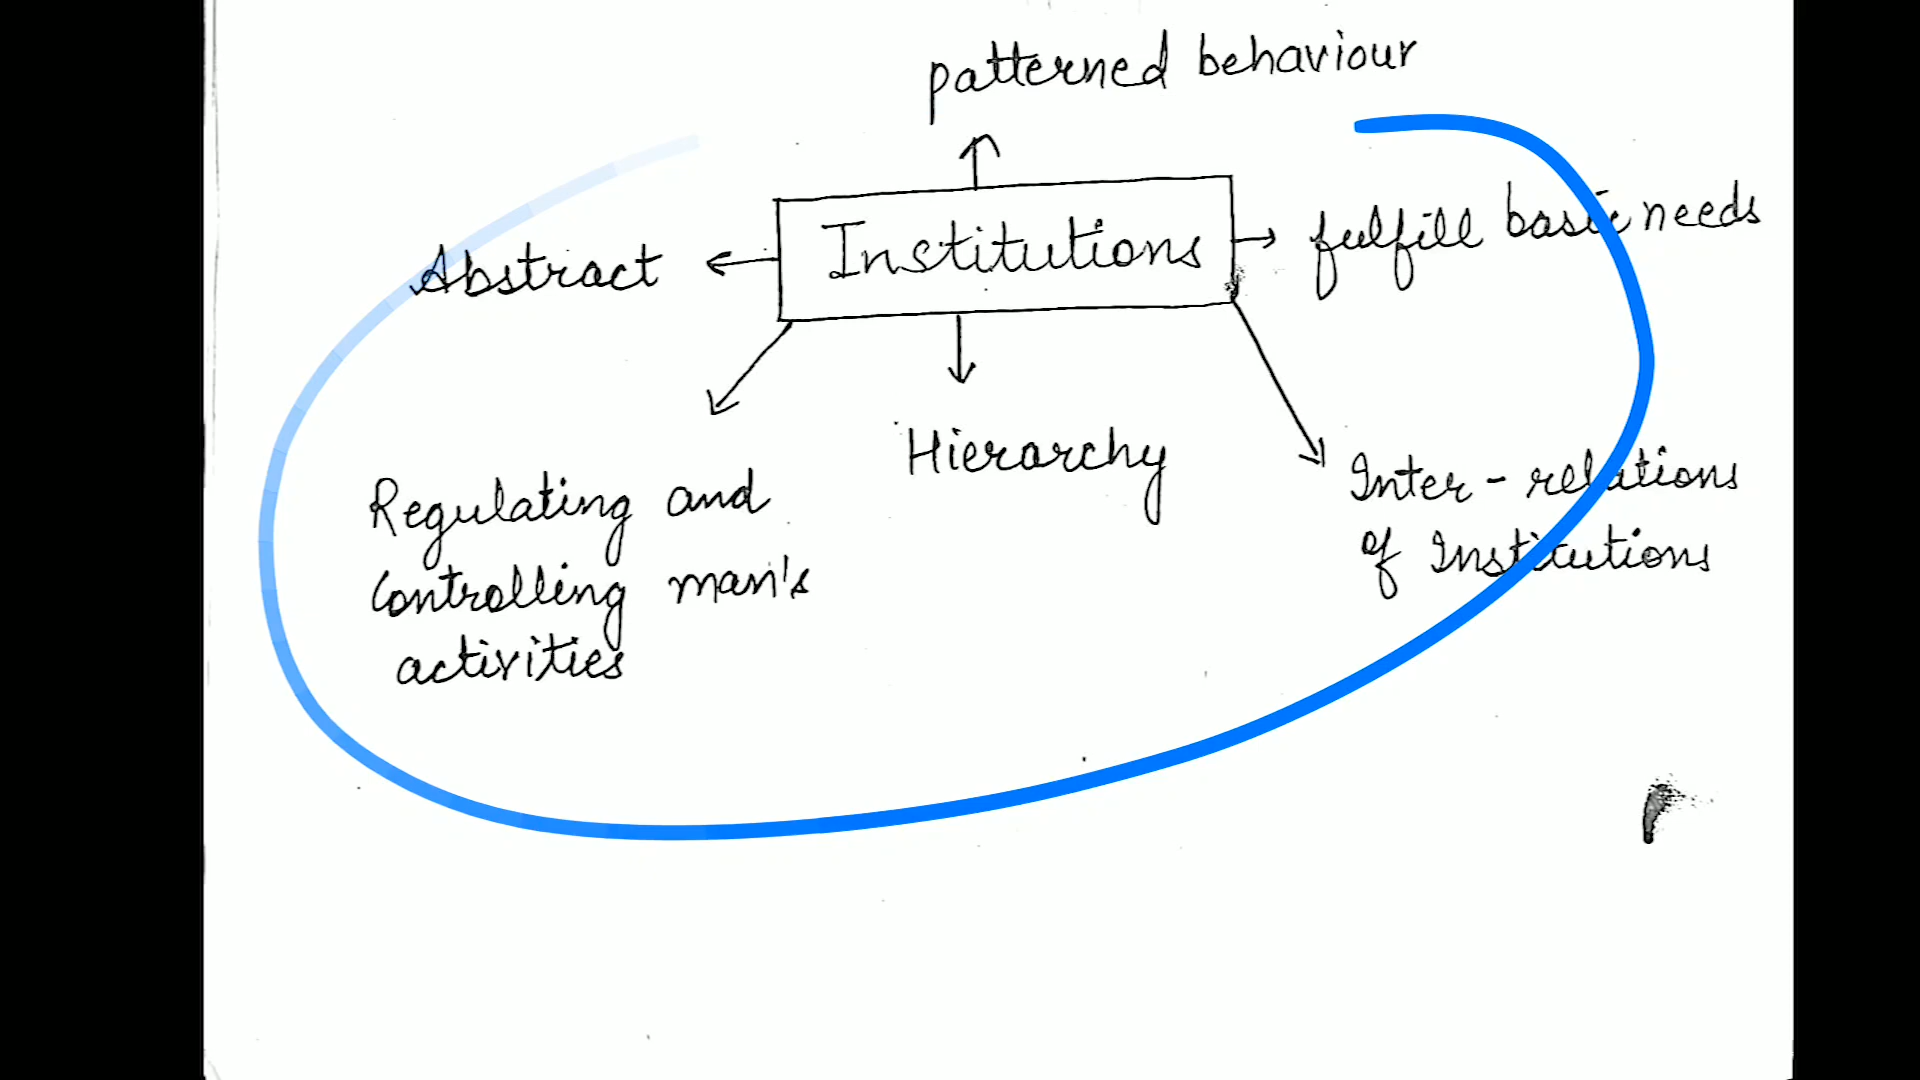 patterned behaviour
Institutions
Abstract
fulfill basic needs
Hierarchy
Regulating and
Controlling man's
activities
Inter-relations
of Institutions